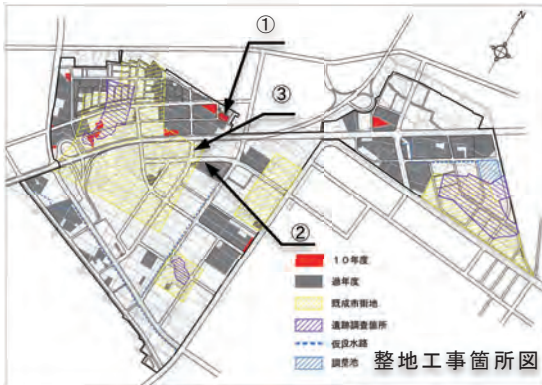 ①
③
②
１０年度
過年度
既成市街地
遺跡調査箇所
仮設水路
調整池
整地工事箇所図